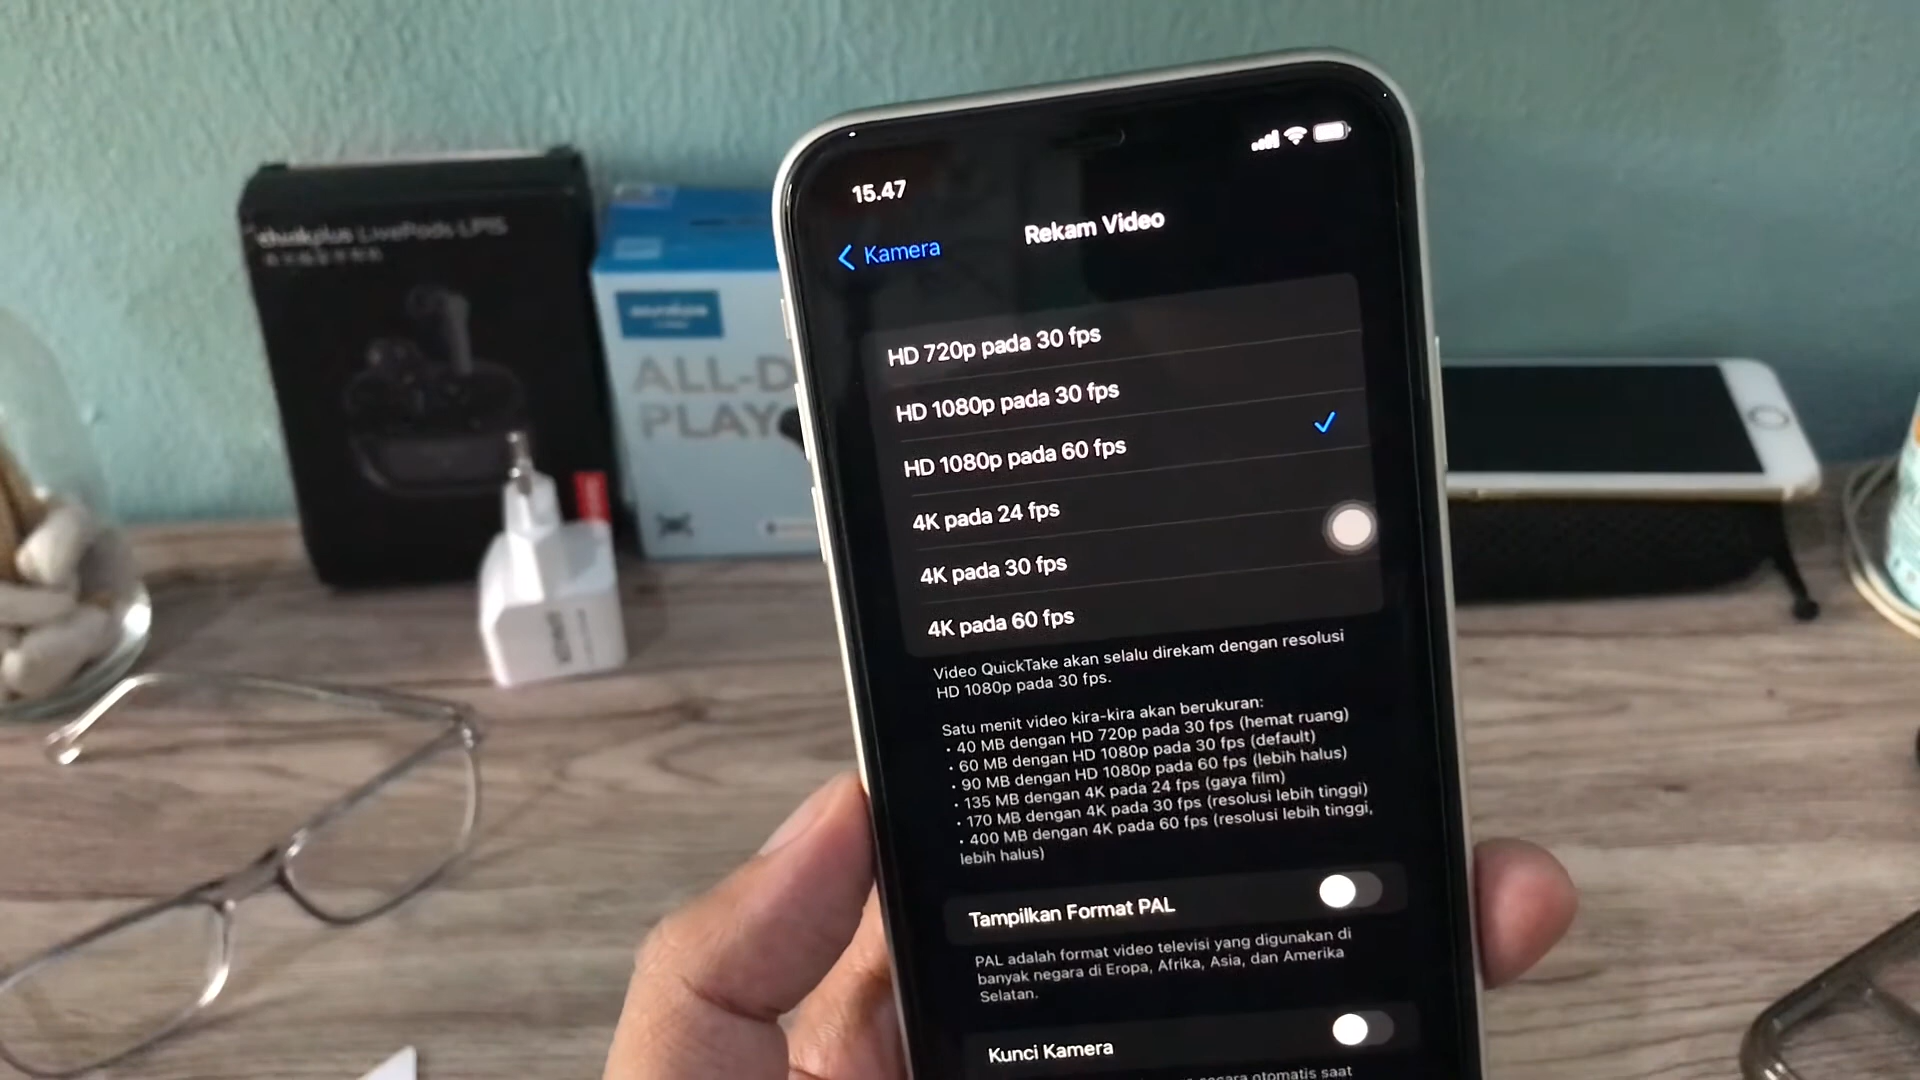 thinkplus LivePods LP15
ALL-D
PLAY
15.47
Kamera
Rekam Video
HD 720p pada 30 fps
HD 1080p pada 30 fps
HD 1080p pada 60 fps
4K pada 24 fps
4K pada 30 fps
4K pada 60 fps
Video QuickTake akan selalu direkam dengan resolusi
HD 1080p pada 30 fps.
Satu menit video kira-kira akan berukuran:
• 40 MB dengan HD 720p pada 30 fps (hemat ruang)
• 60 MB dengan HD 1080p pada 30 fps (default)
• 90 MB dengan HD 1080p pada 60 fps (lebih halus)
• 135 MB dengan 4K pada 24 fps (gaya film)
• 170 MB dengan 4K pada 30 fps (resolusi lebih tinggi)
• 400 MB dengan 4K pada 60 fps (resolusi lebih tinggi,
lebih halus)
Tampilkan Format PAL
PAL adalah format video televisi yang digunakan di
banyak negara di Eropa, Afrika, Asia, dan Amerika
Selatan.
Kunci Kamera
secara otomatis saat